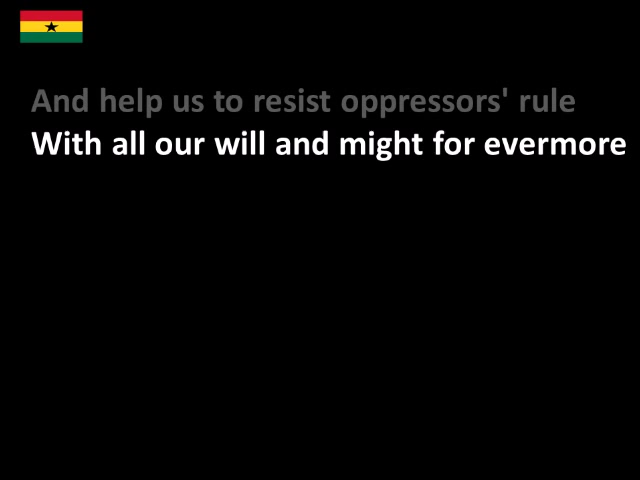 And help us to resist oppressors' rule
With all our will and might for evermore